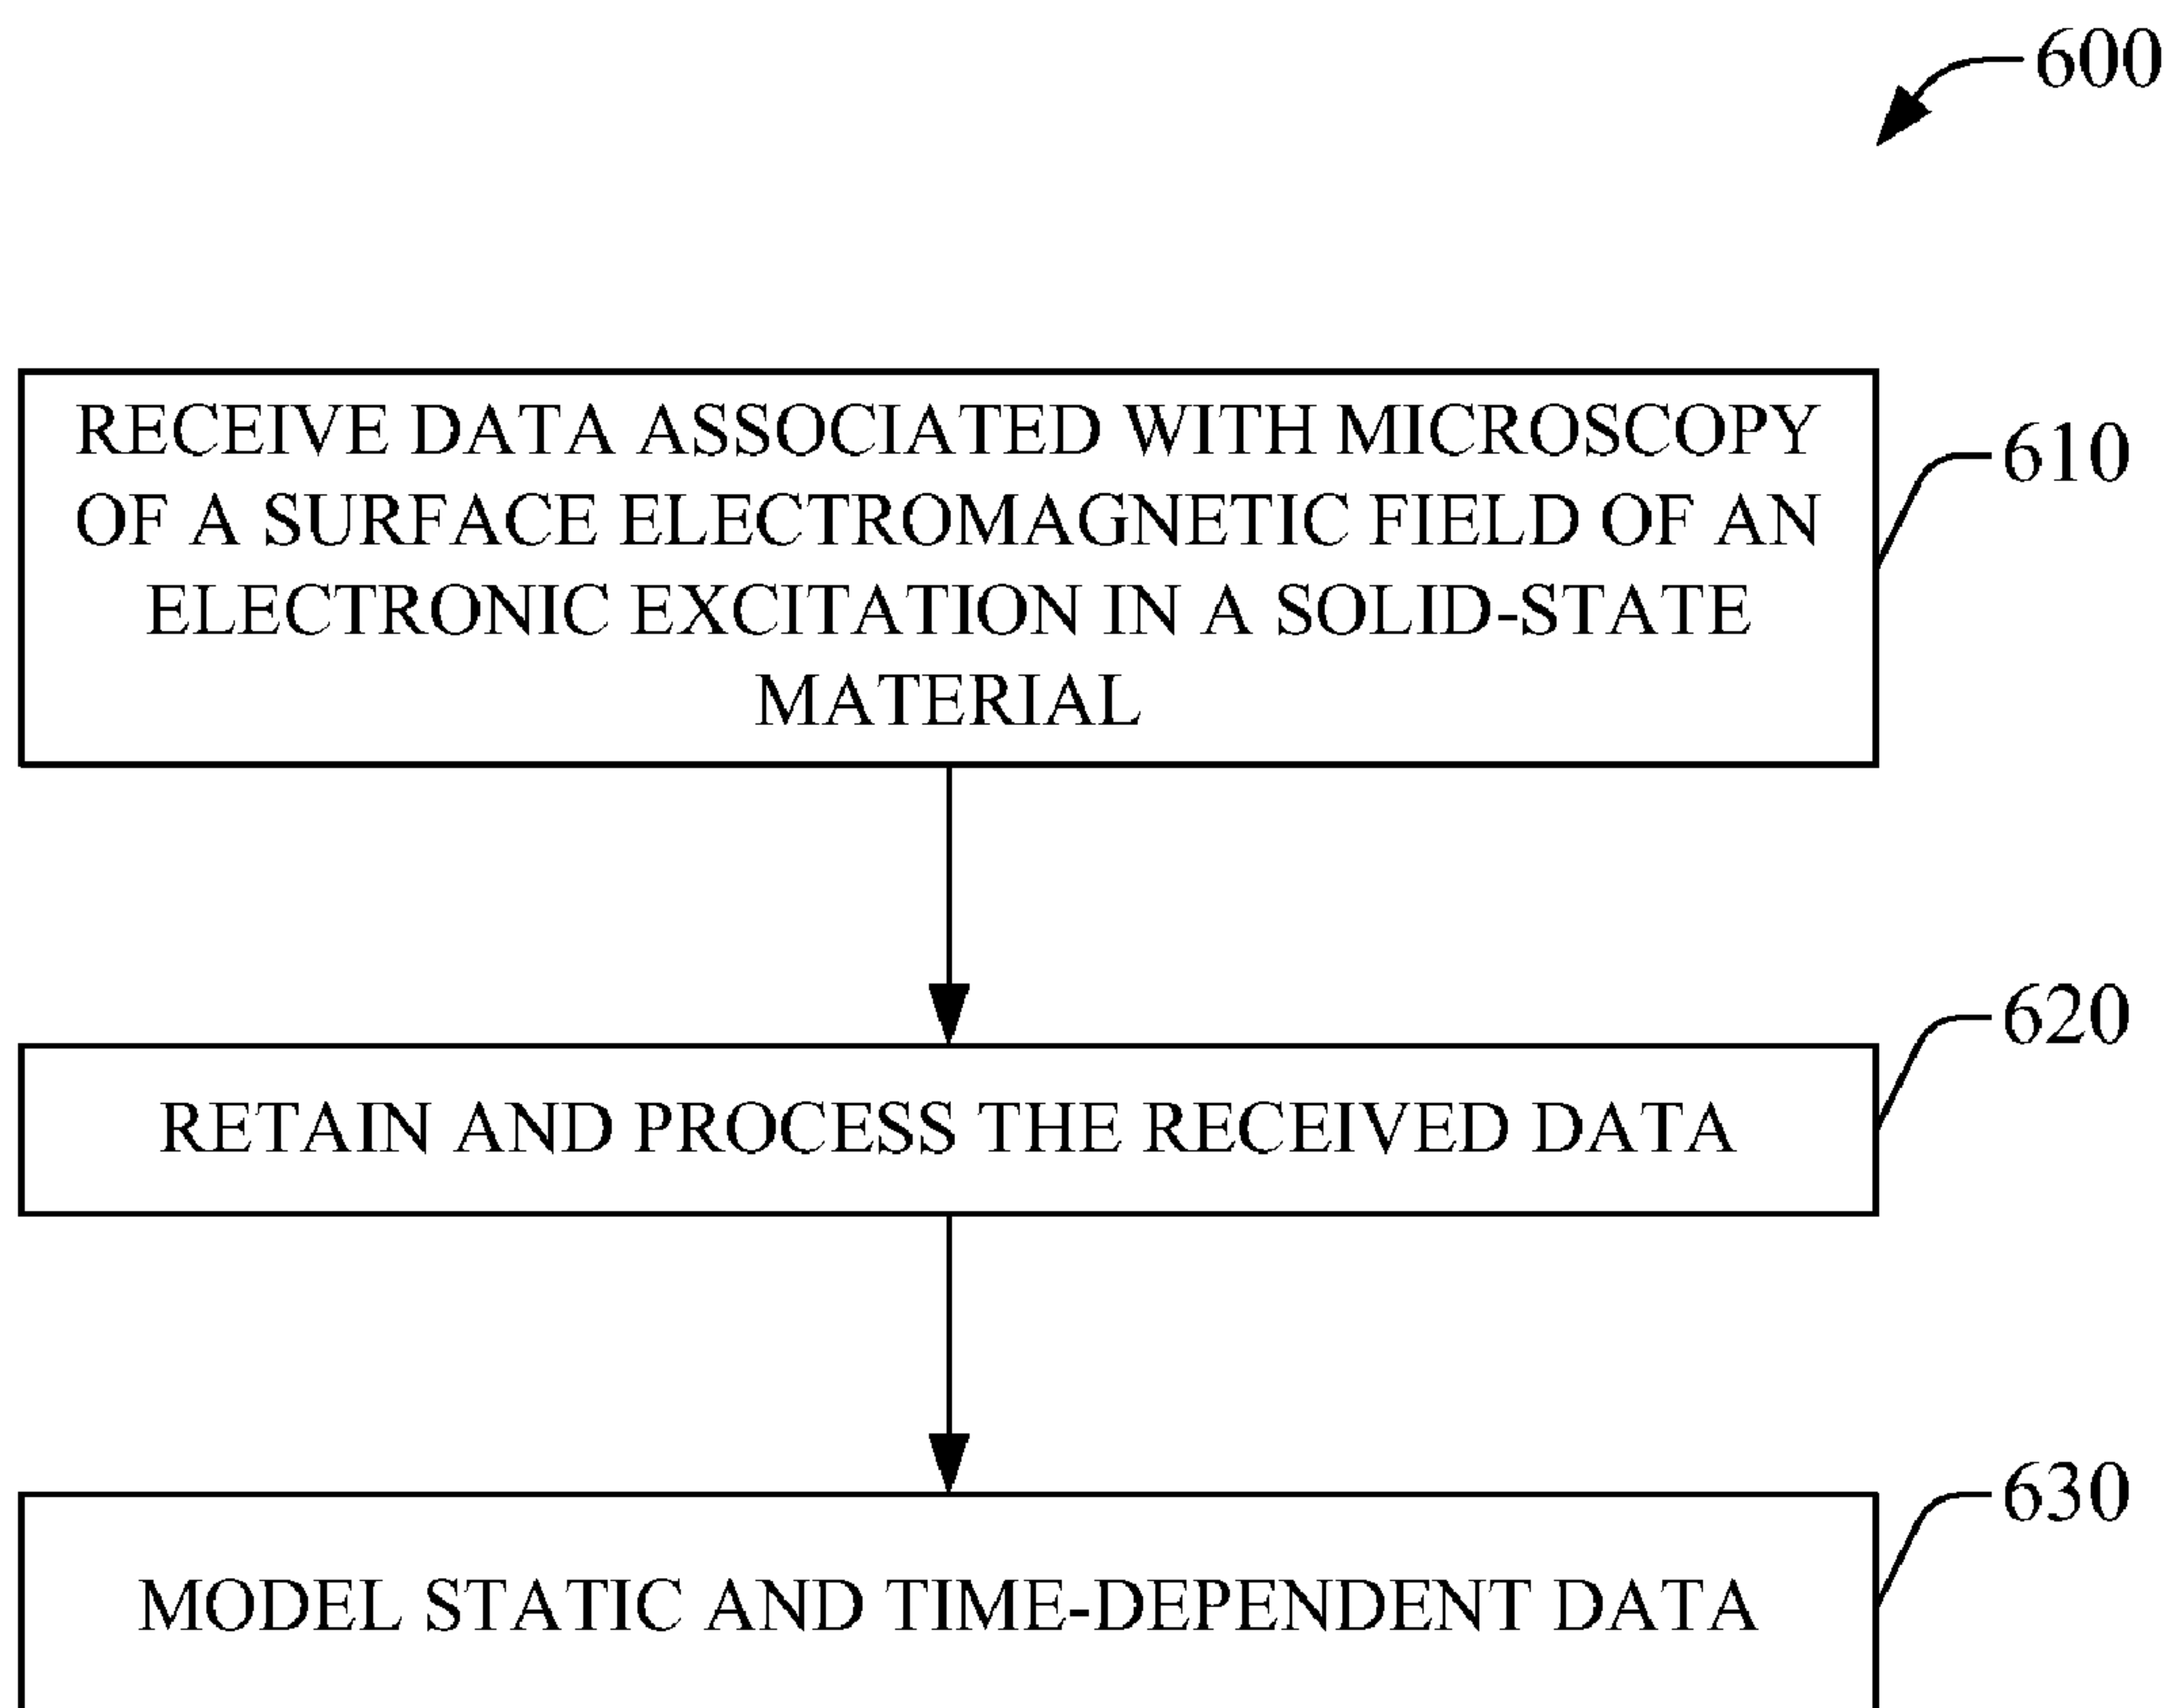 600
RECEIVE DATA ASSOCIATED WITH MICROSCOPY
OF A SURFACE ELECTROMAGNETIC FIELD OF AN
ELECTRONIC EXCITATION IN A SOLID-STATE
MATERIAL
610
RETAIN AND PROCESS THE RECEIVED DATA
620
MODEL STATIC AND TIME-DEPENDENT DATA
630